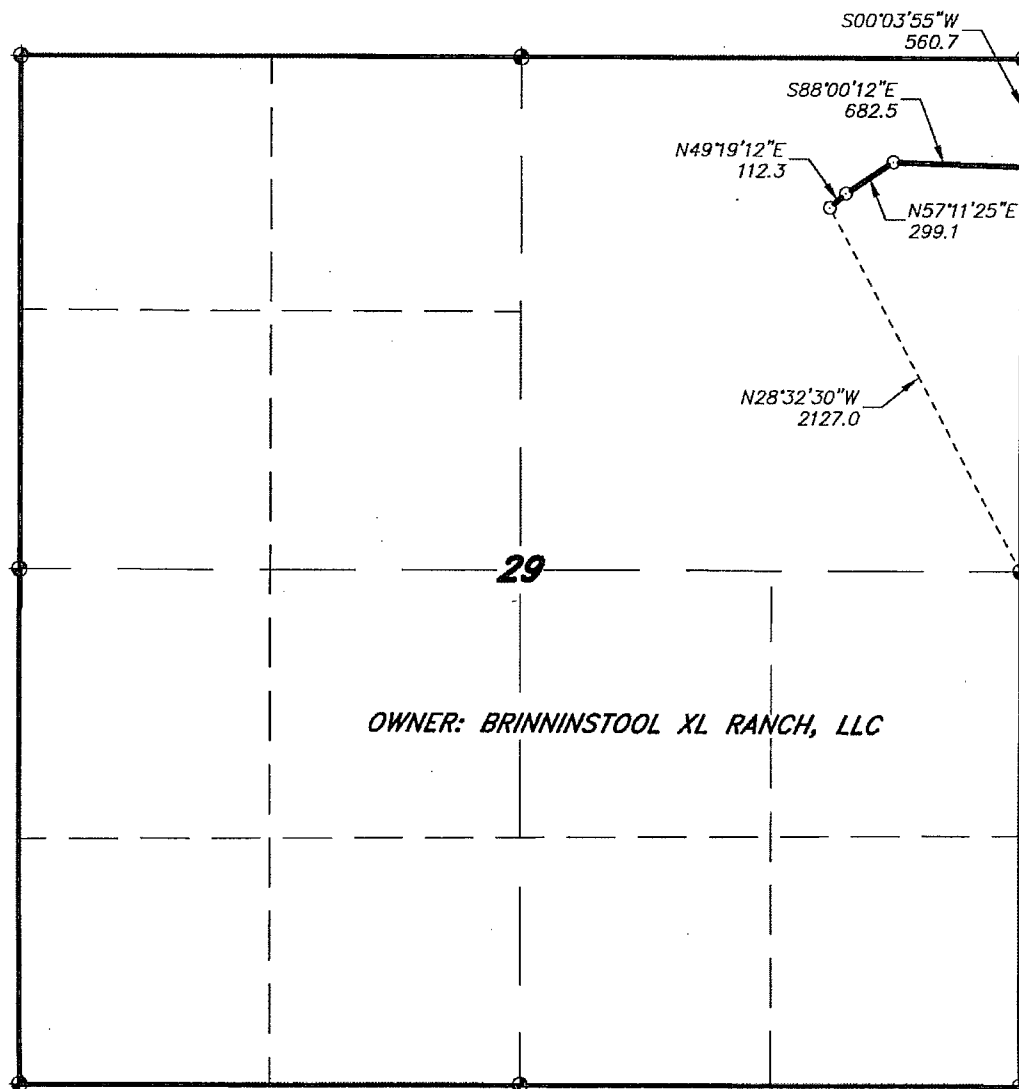 S00°03'55"W
560.7
S88°00'12"E
682.5
N49°19'12"E
112.3
N57°11'25"E
299.1
N28°32'30"W
2127.0
29
OWNER: BRINNINSTOOL XL RANCH, LLC